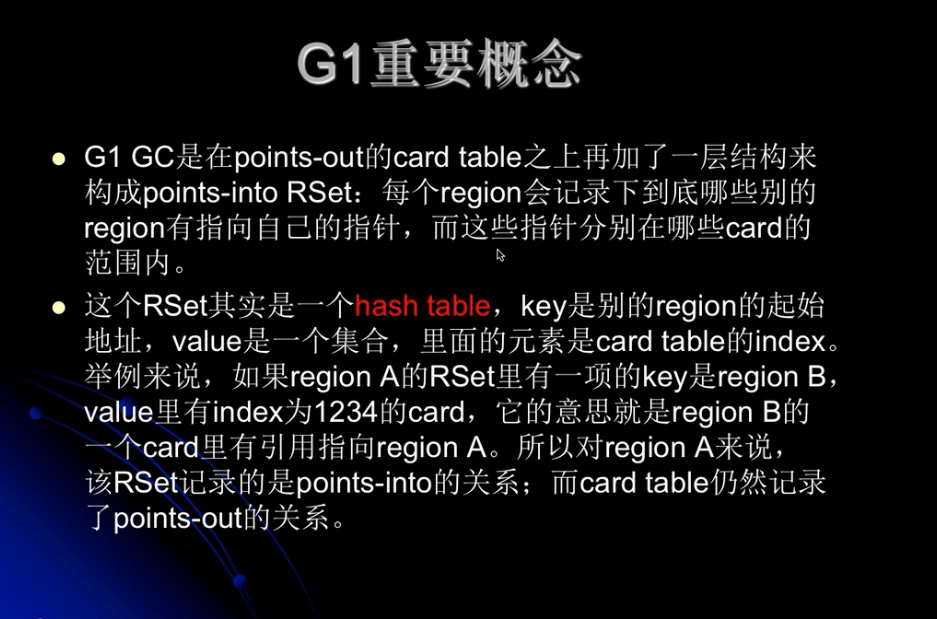 G1重要概念
G1 GC是在points-out的card table之上再加了一层结构来
构成points-into RSet：每个region会记录下到底哪些别的
region有指向自己的指针，而这些指针分别在哪些card的
范围内。
这个RSet其实是一个hash table，key是别的region的起始
地址，value是一个集合，里面的元素是card table的index。
举例来说，如果region A的RSet里有一项的key是region B，
value里有index为1234的card，它的意思就是region B的
一个card里有引用指向region A。所以对region A来说，
该RSet记录的是points-into的关系；而card table仍然记录
了points-out的关系。